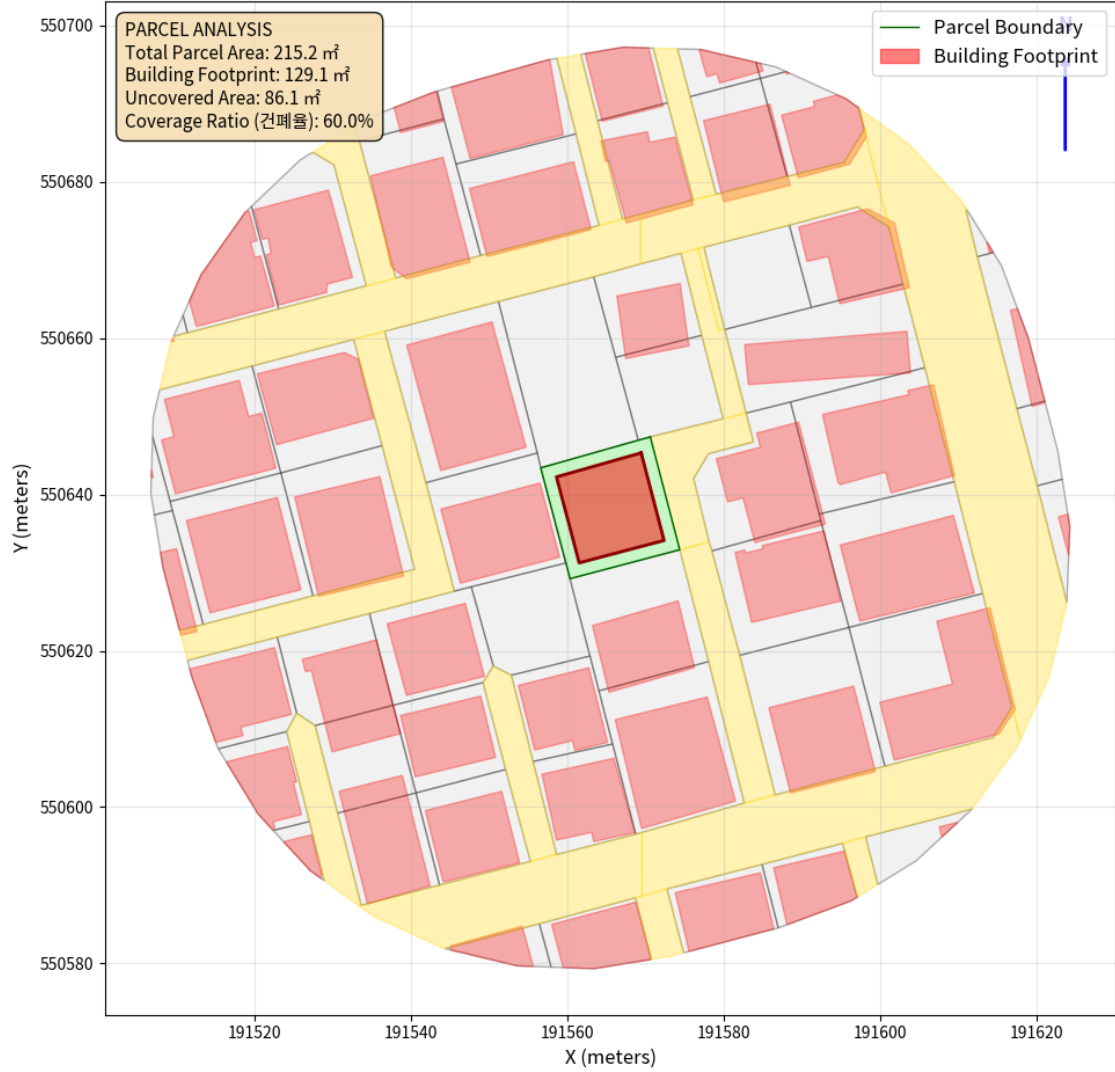 PARCEL ANALYSIS
Total Parcel Area: 215.2 ㎡
Building Footprint: 129.1 ㎡
Uncovered Area: 86.1 ㎡
Coverage Ratio (건폐율): 60.0%
Parcel Boundary
Building Footprint
N
550700
550680
550660
550640
550620
550600
550580
Y (meters)
191520
191540
191560
191580
191600
191620
X (meters)